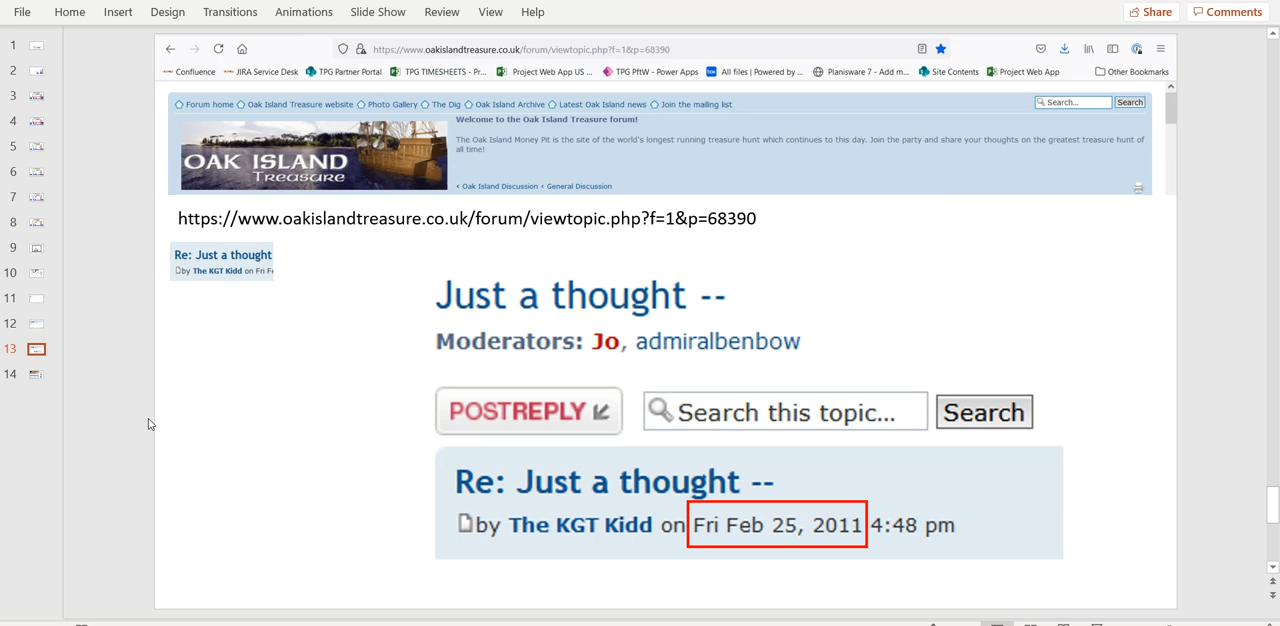 File Home Insert Design Transitions Animations Slide Show Review View Help Share Comments
https://www.oakislandtreasure.co.uk/forum/viewtopic.php?f=1&p=68390
Confluence JIRA Service Desk TPG Partner Portal TPG TIMESHEETS - Pr... Project Web App US ... TPG PftW - Power Apps All files | Powered by ... Planisware 7 - Add m... Site Contents Project Web App Other Bookmarks
Forum home Oak Island Treasure website Photo Gallery The Dig Oak Island Archive Latest Oak Island news Join the mailing list Search... Search
Welcome to the Oak Island Treasure forum!
The Oak Island Money Pit is the site of the world's longest running treasure hunt which continues to this day. Join the party and share your thoughts on the greatest treasure hunt of
all time!
OAK ISLAND
TREASURE
‹ Oak Island Discussion ‹ General Discussion
https://www.oakislandtreasure.co.uk/forum/viewtopic.php?f=1&p=68390
Re: Just a thought
by The KGT Kidd on Fri Fe
Just a thought --
Moderators: Jo, admiralbenbow
POSTREPLY Search this topic... Search
Re: Just a thought --
by The KGT Kidd on Fri Feb 25, 2011 4:48 pm
1
2
3
4
5
6
7
8
9
10
11
12
13
14